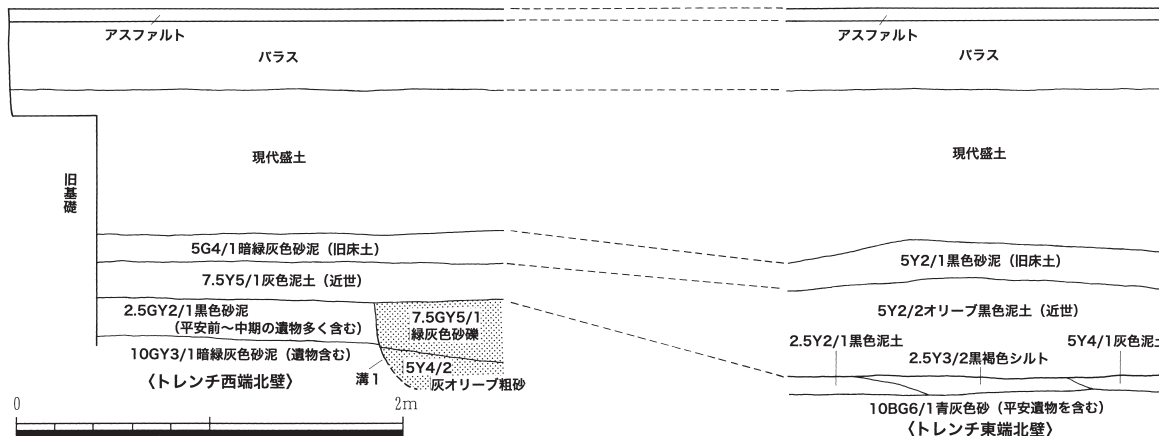 アスファルト
バラス
現代盛土
旧基礎
5G4/1暗緑灰色砂泥（旧床土）
7.5Y5/1灰色泥土（近世）
2.5GY2/1黒色砂泥
（平安前～中期の遺物多く含む）
7.5GY5/1
緑灰色砂礫
10GY3/1暗緑灰色砂泥（遺物含む）
5Y4/2
灰オリーブ粗砂
溝1
〈トレンチ西端北壁〉
0
2m
アスファルト
バラス
現代盛土
5Y2/1黒色砂泥（旧床土）
5Y2/2オリーブ黒色泥土（近世）
2.5Y2/1黒色泥土
2.5Y3/2黒褐色シルト
5Y4/1灰色泥土
10BG6/1青灰色砂（平安遺物を含む）
〈トレンチ東端北壁〉